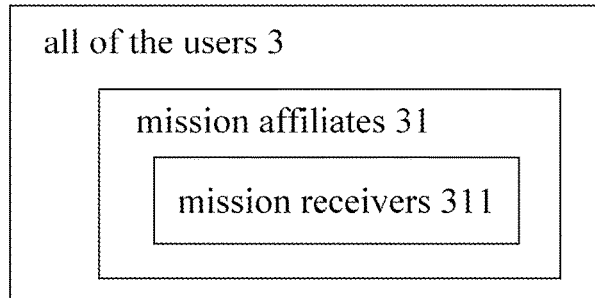 all of the users 3
mission affiliates 31
mission receivers 311